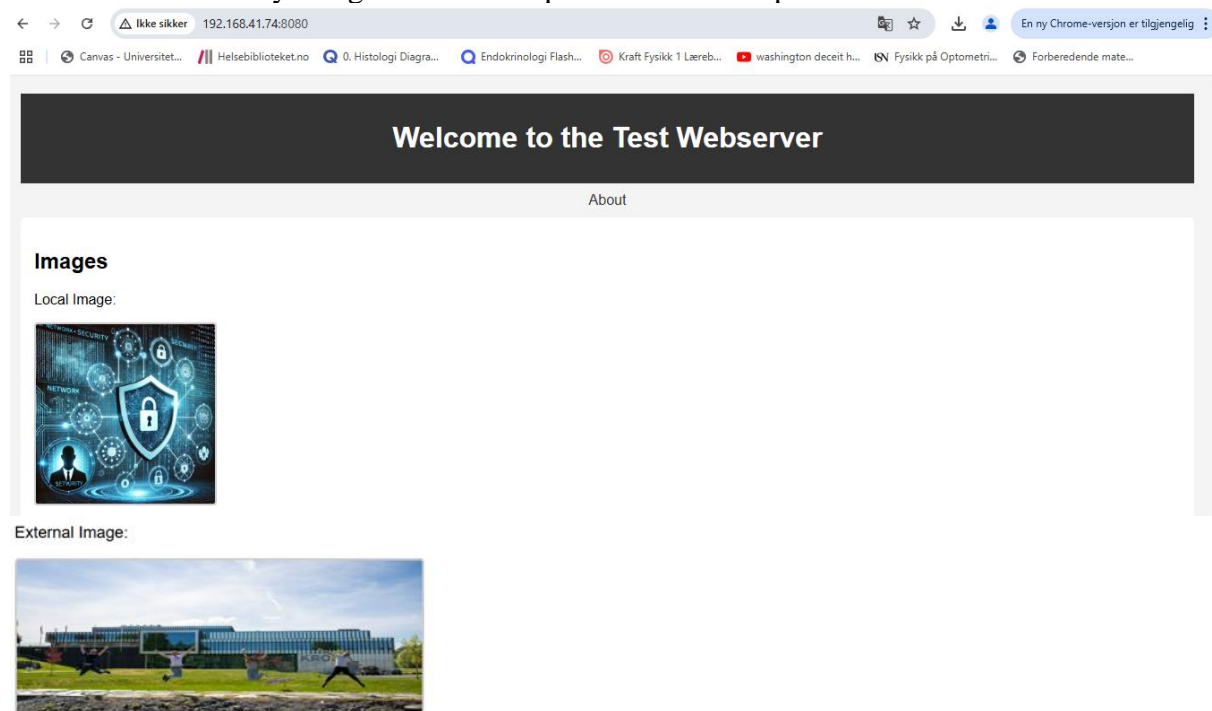 Ikke sikker 192.168.41.74:8080 En ny Chrome-versjon er tilgjengelig
Canvas - Universitet... Helsebiblioteket.no 0. Histologi Diagra... Endokrinologi Flash... Kraft Fysikk 1 Læreb... washington deceit h... Fysikk på Optometri... Forberedende mate...
Welcome to the Test Webserver
About
Images
Local Image:
NETWORK SECURITY
NETWORK
External Image: